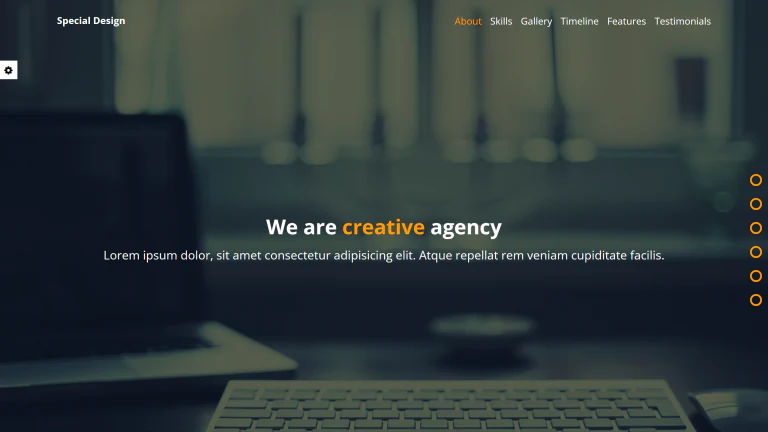 Special Design
About Skills Gallery Timeline Features Testimonials
We are creative agency
Lorem ipsum dolor, sit amet consectetur adipisicing elit. Atque repellat rem veniam cupiditate facilis.